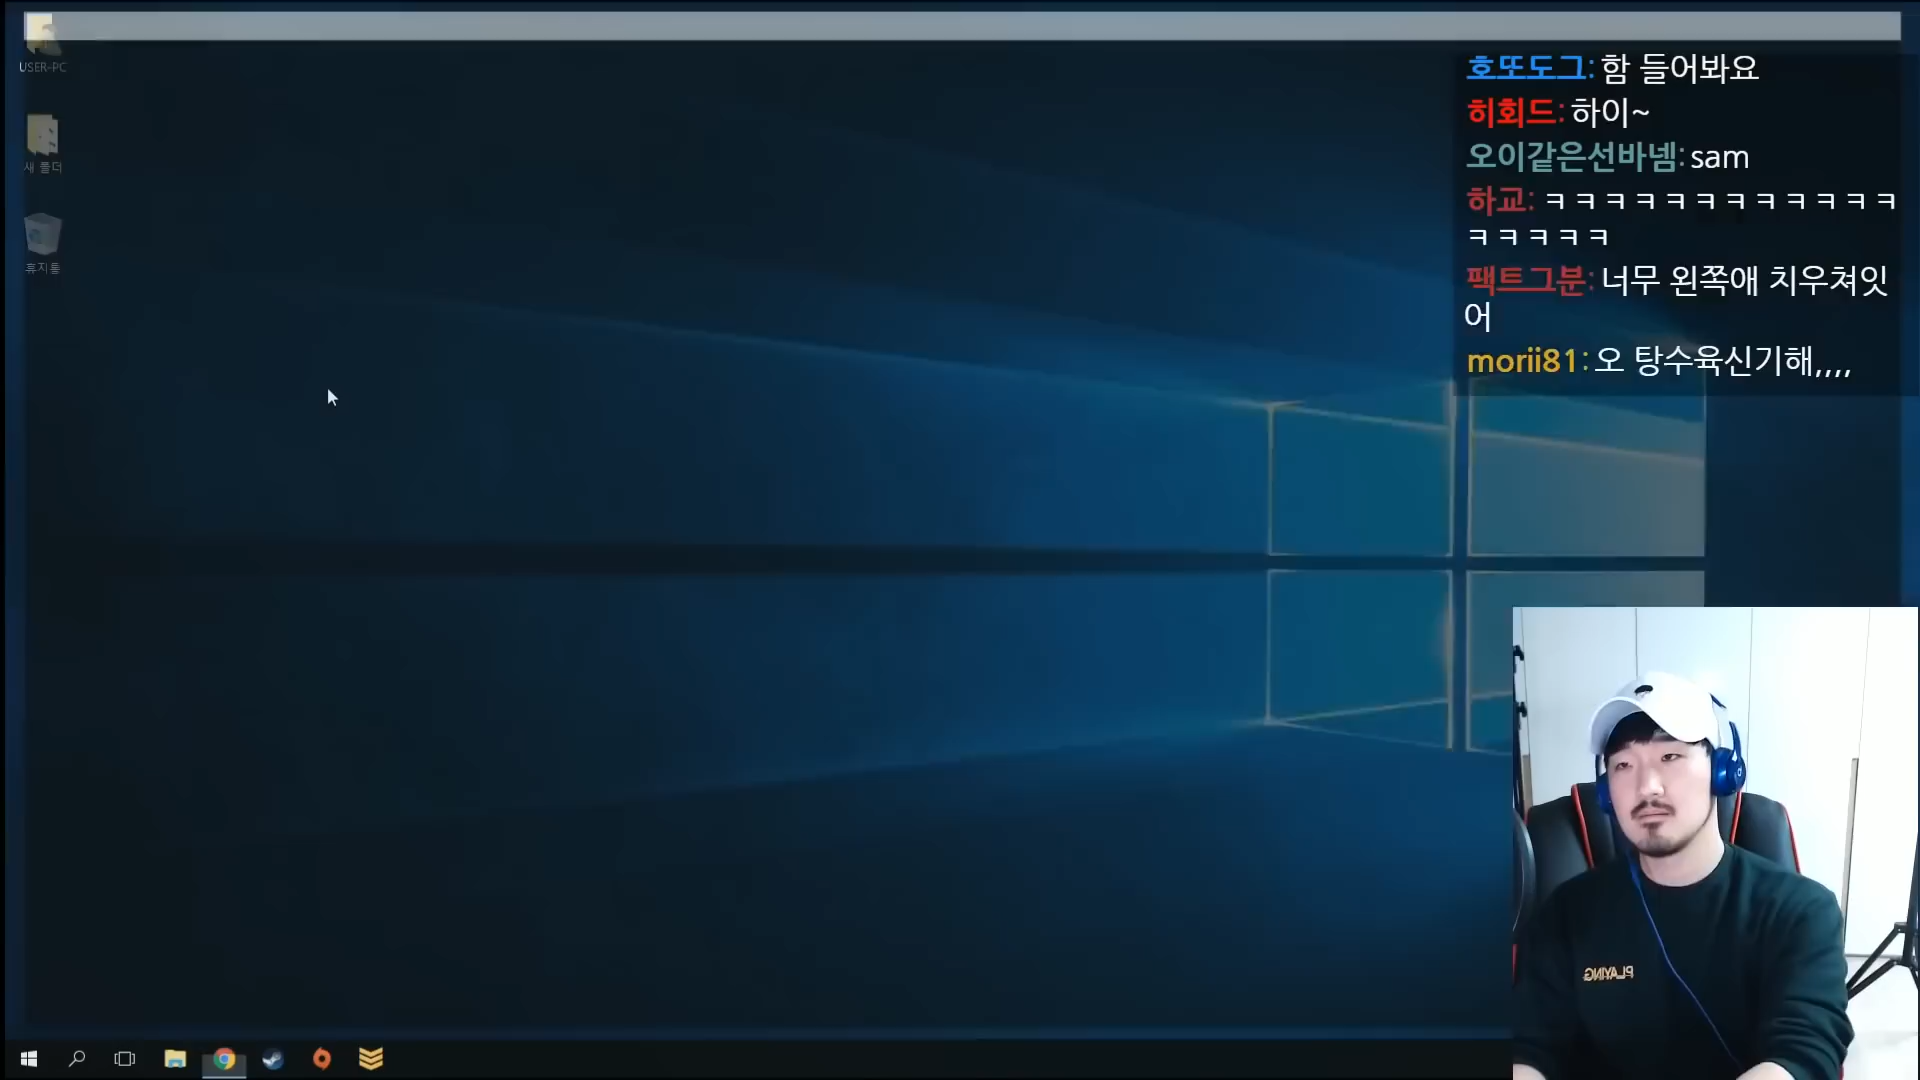 USER-PC
새 폴더
휴지통
호또도그: 함 들어봐요
히회드: 하이~
오이같은선바넴: sam
하교: ㅋㅋㅋㅋㅋㅋㅋㅋㅋㅋㅋㅋ
ㅋㅋㅋㅋㅋ
팩트그분: 너무 왼쪽애 치우쳐잇
어
morii81: 오 탕수육신기해,,,,
PLAYING